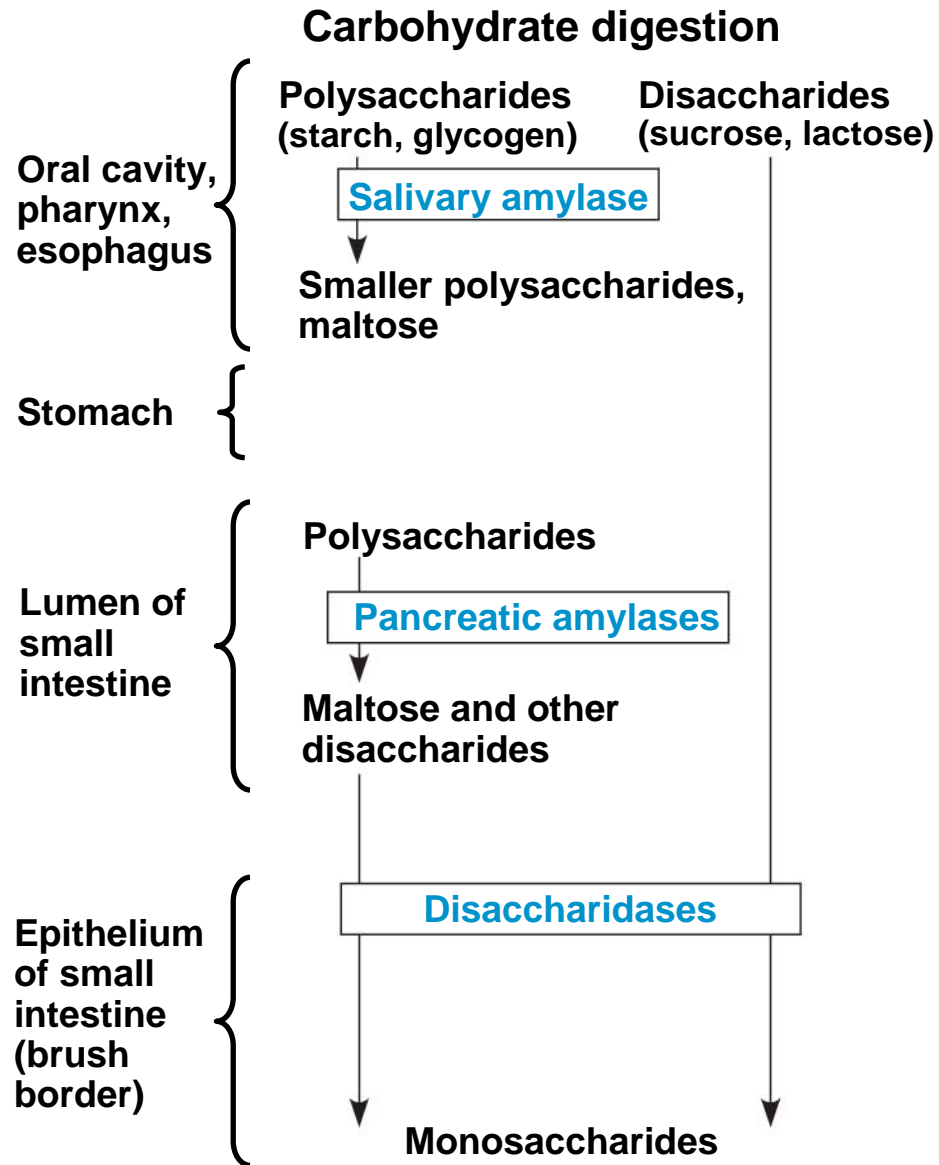 Carbohydrate digestion
Polysaccharides
(starch, glycogen)
Disaccharides
(sucrose, lactose)
Oral cavity,
pharynx,
esophagus
Salivary amylase
Smaller polysaccharides,
maltose
Stomach
Lumen of
small
intestine
Polysaccharides
Pancreatic amylases
Maltose and other
disaccharides
Epithelium
of small
intestine
(brush
border)
Disaccharidases
Monosaccharides